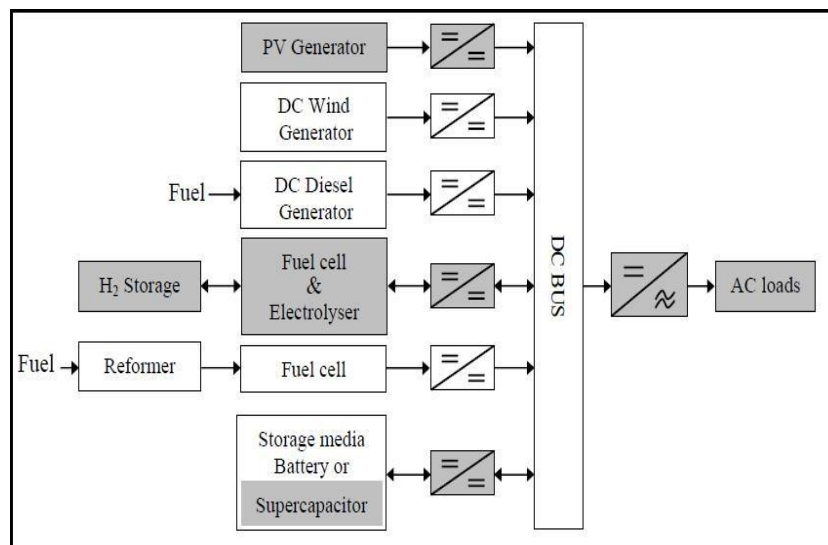 PV Generator
DC Wind
Generator
Fuel
DC Diesel
Generator
H₂ Storage
Fuel cell
&
Electrolyser
Fuel
Reformer
Fuel cell
Storage media
Battery or
Supercapacitor
DC BUS
AC loads